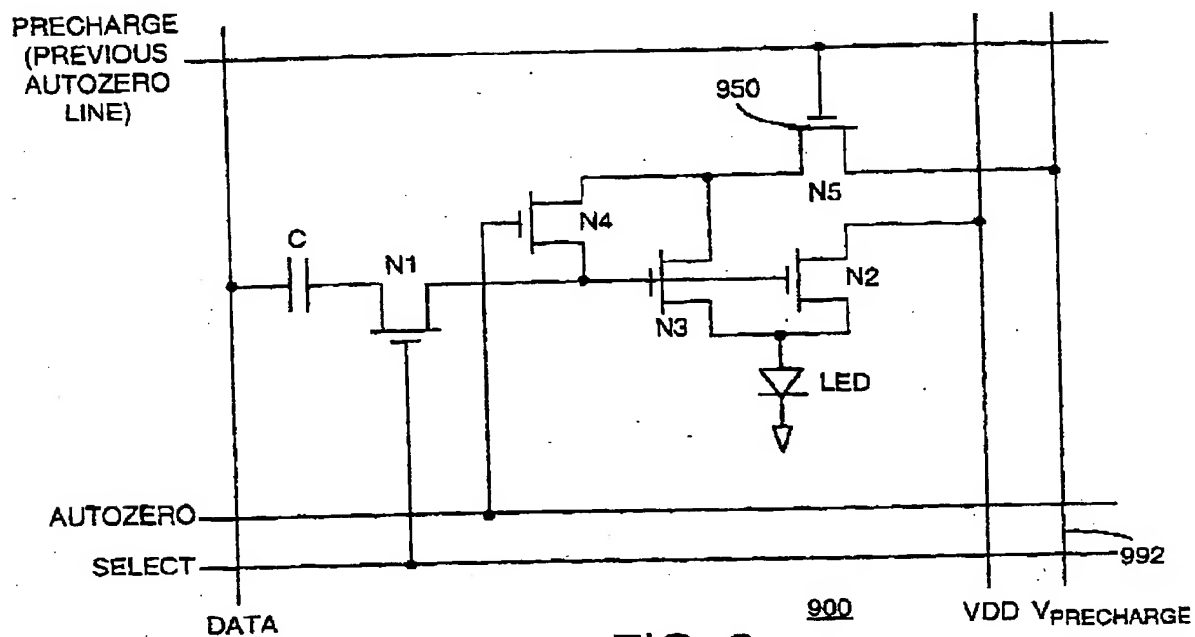 PRECHARGE
(PREVIOUS
AUTOZERO
LINE)
950
N5
N4
C
N1
N2
N3
LED
AUTOZERO
SELECT
992
900
DATA
VDD VPRECHARGE